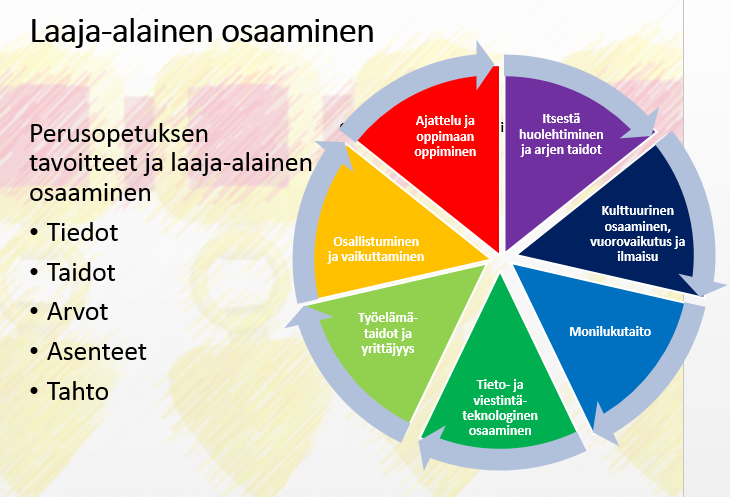 Laaja-alainen osaaminen
Perusopetuksen
tavoitteet ja laaja-alainen
osaaminen
• Tiedot
• Taidot
• Arvot
• Asenteet
• Tahto
Ajattelu ja
oppimaan
oppiminen
Itsestä
huolehtiminen
ja arjen taidot
Kulttuurinen
osaaminen,
vuorovaikutus ja
ilmaisu
Monilukutaito
Tieto- ja
viestintä-
teknologinen
osaaminen
Työelämä-
taidot ja
yrittäjyys
Osallistuminen
ja vaikuttaminen